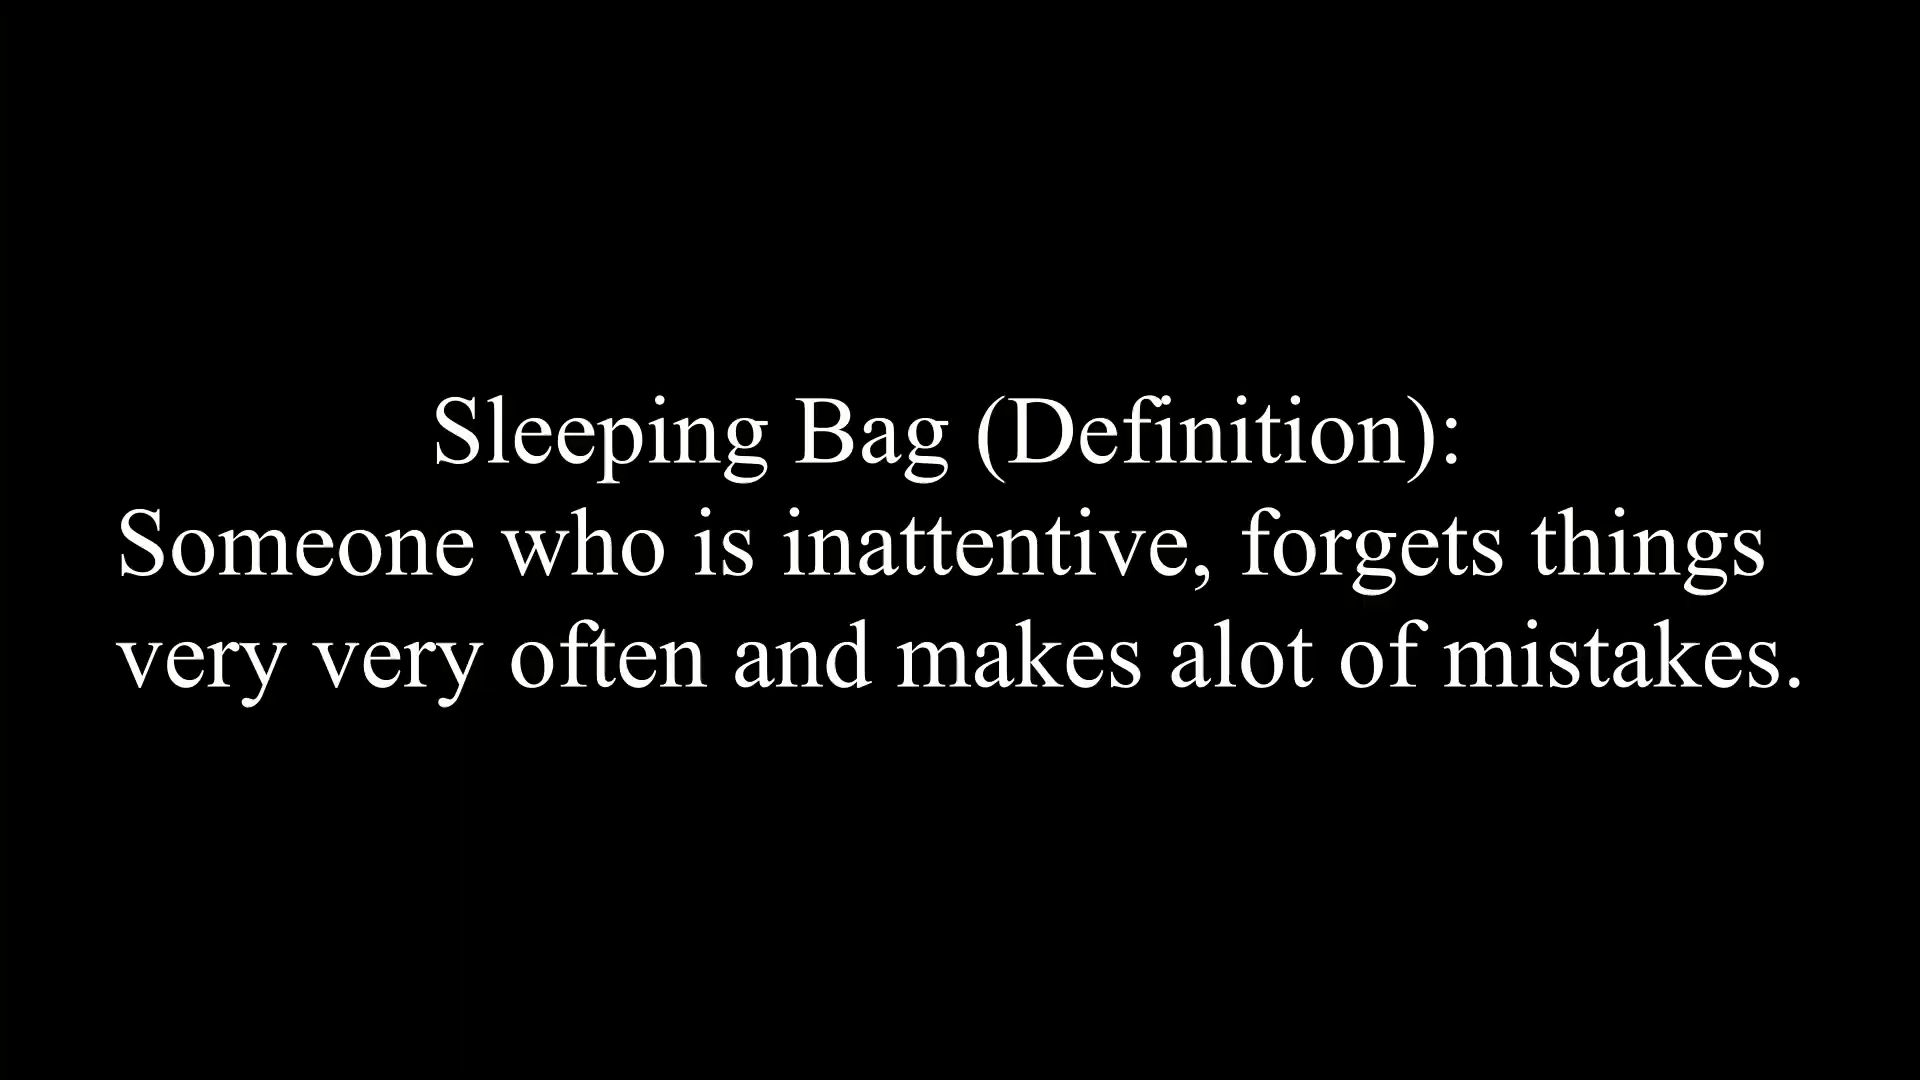 Sleeping Bag (Definition):
Someone who is inattentive, forgets things
very very often and makes alot of mistakes.